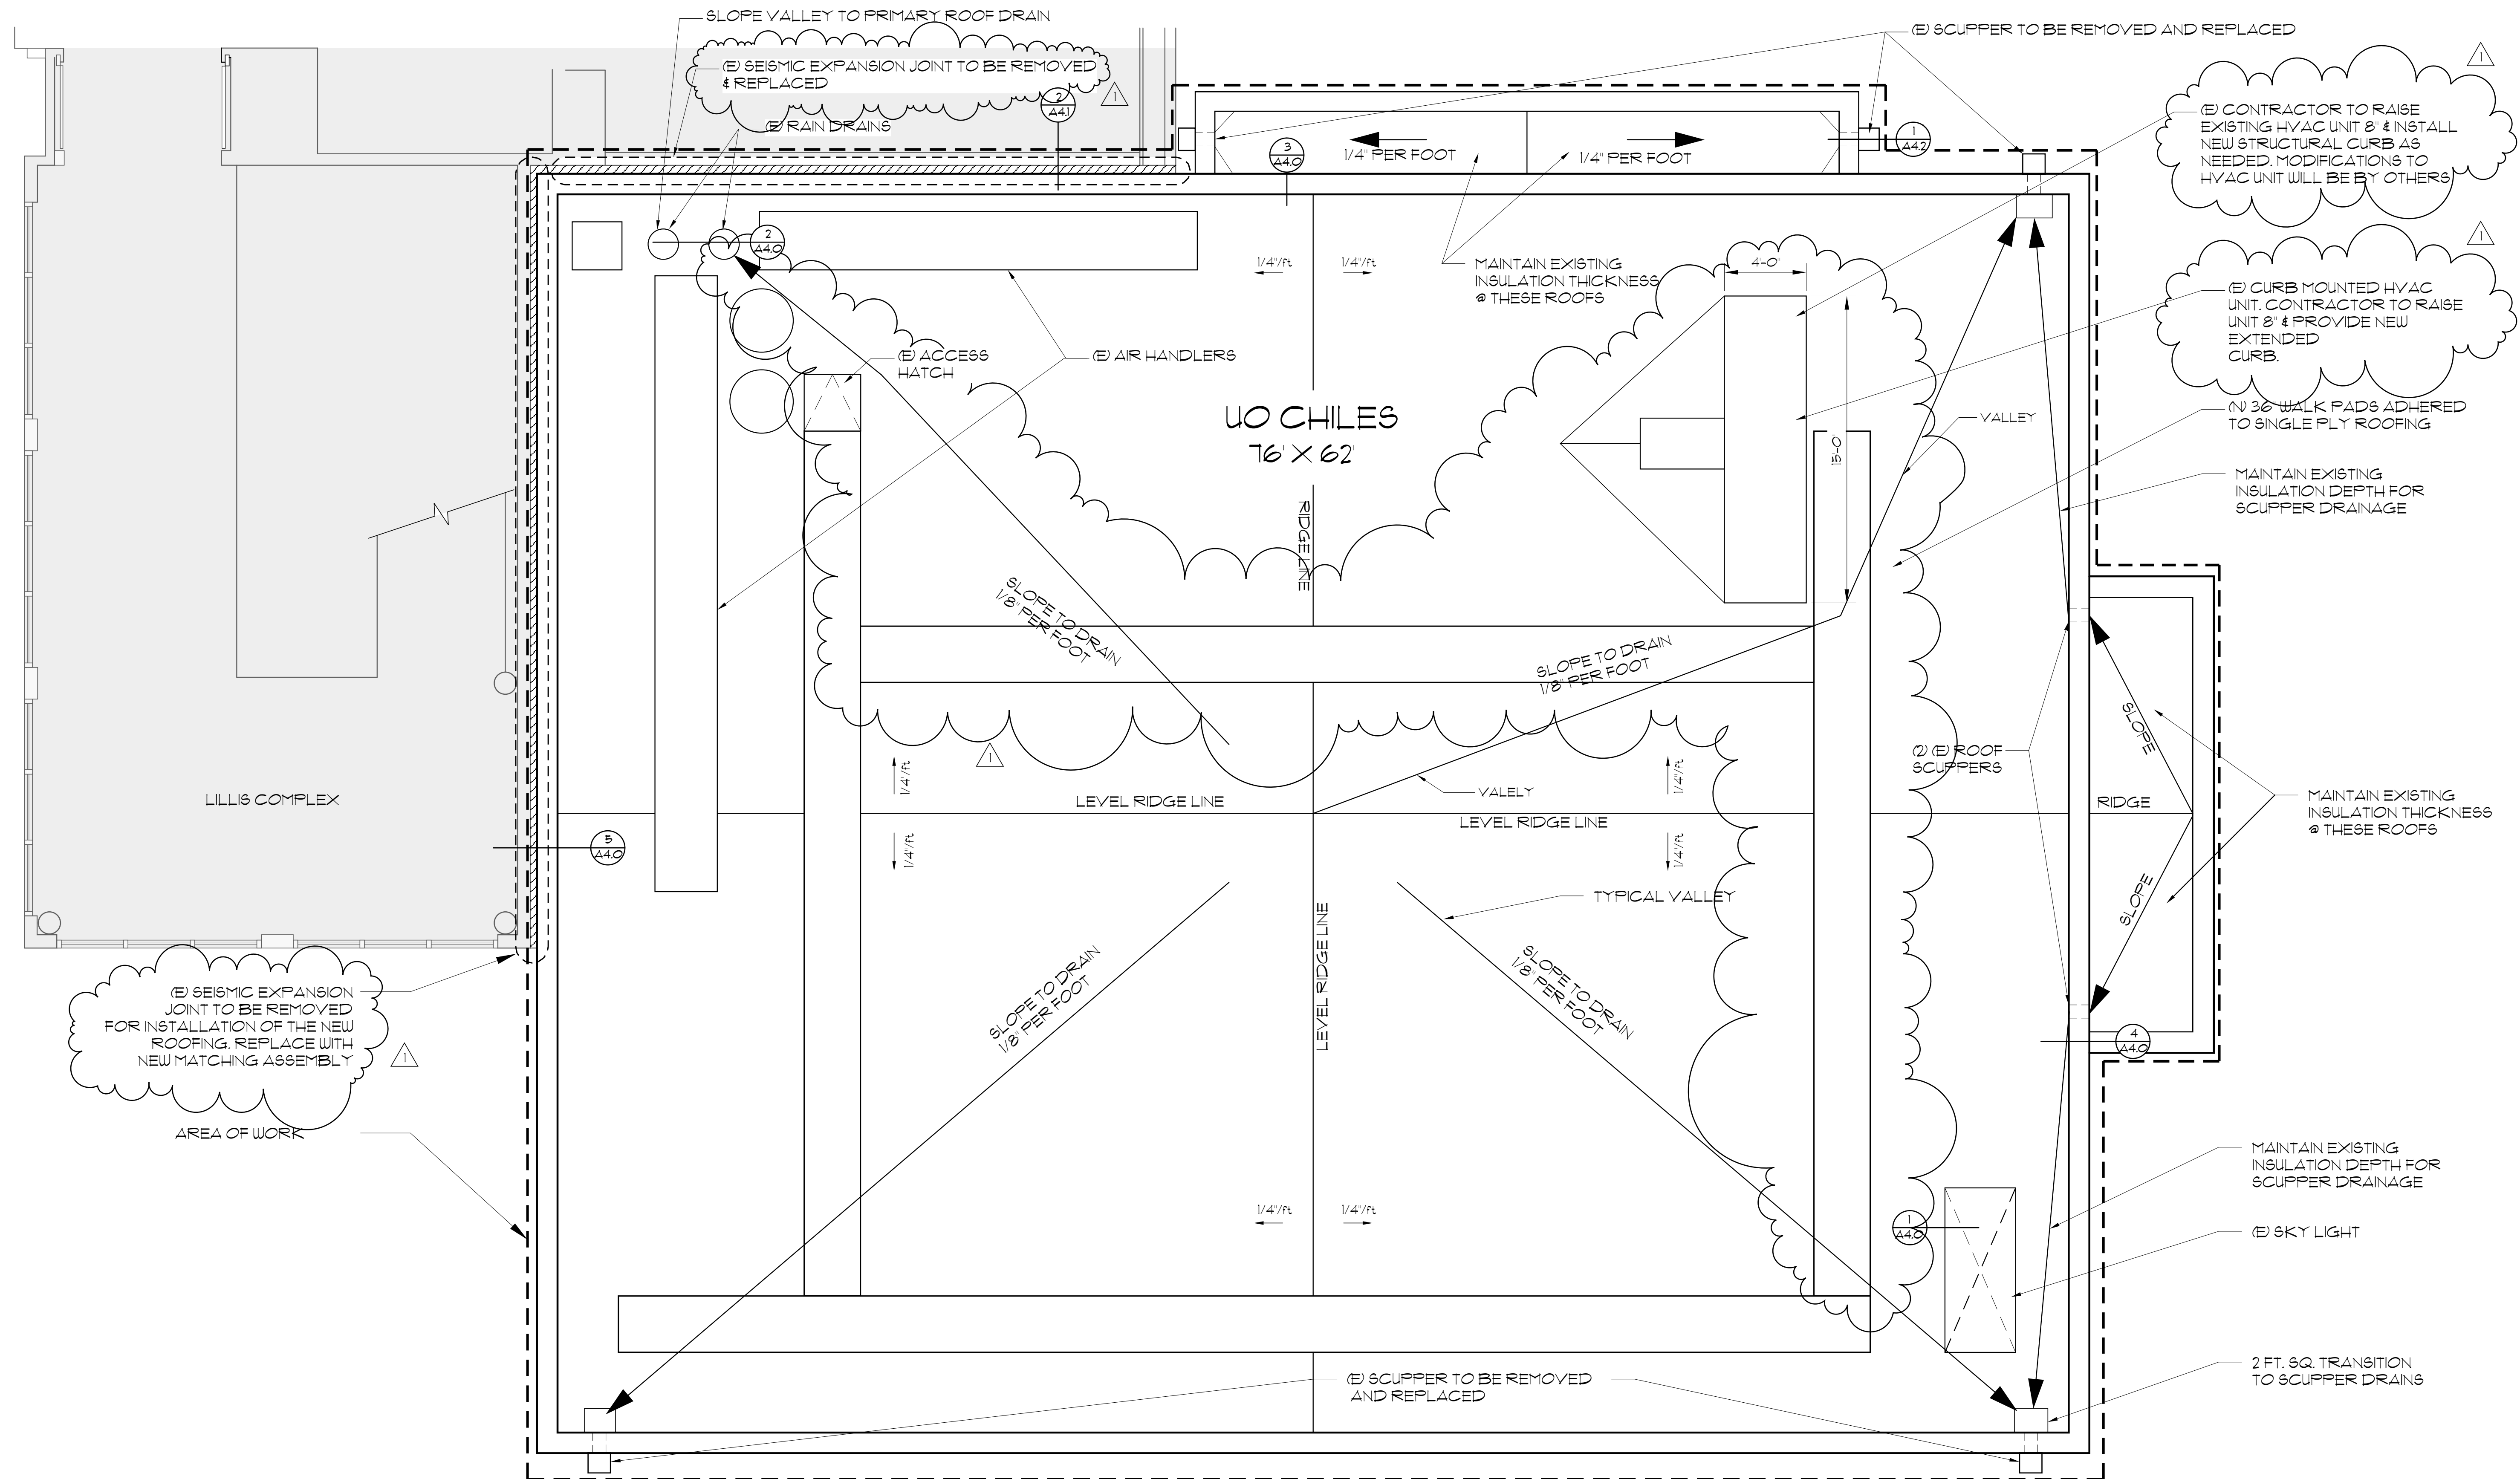 SLOPE VALLEY TO PRIMARY ROOF DRAIN
(E) SEISMIC EXPANSION JOINT TO BE REMOVED
& REPLACED
2
A4.1
1
(E) RAIN DRAINS
(E) SCUPPER TO BE REMOVED AND REPLACED
1
(E) CONTRACTOR TO RAISE
EXISTING HVAC UNIT 8" & INSTALL
NEW STRUCTURAL CURB AS
NEEDED. MODIFICATIONS TO
HVAC UNIT WILL BE BY OTHERS
3
A4.0
1/4" PER FOOT
1/4" PER FOOT
1
A4.2
2
A4.0
1/4"/ft
1/4"/ft
MAINTAIN EXISTING
INSULATION THICKNESS
@ THESE ROOFS
4'-0"
15'-0"
1
(E) CURB MOUNTED HVAC
UNIT. CONTRACTOR TO RAISE
UNIT 8" & PROVIDE NEW
EXTENDED
CURB.
(E) ACCESS
HATCH
(E) AIR HANDLERS
UO CHILES
76' X 62'
VALLEY
(N) 36" WALK PADS ADHERED
TO SINGLE PLY ROOFING
MAINTAIN EXISTING
INSULATION DEPTH FOR
SCUPPER DRAINAGE
RIDGE LINE
SLOPE TO DRAIN
1/8" PER FOOT
SLOPE TO DRAIN
1/8" PER FOOT
SLOPE
(2) (E) ROOF
SCUPPERS
1
1/4"/ft
1/4"/ft
VALELY
LILLIS COMPLEX
LEVEL RIDGE LINE
LEVEL RIDGE LINE
RIDGE
MAINTAIN EXISTING
INSULATION THICKNESS
@ THESE ROOFS
5
A4.0
1/4"/ft
1/4"/ft
TYPICAL VALLEY
SLOPE
LEVEL RIDGE LINE
SLOPE TO DRAIN
1/8" PER FOOT
SLOPE TO DRAIN
1/8" PER FOOT
(E) SEISMIC EXPANSION
JOINT TO BE REMOVED
FOR INSTALLATION OF THE NEW
ROOFING. REPLACE WITH
NEW MATCHING ASSEMBLY
1
4
A4.0
AREA OF WORK
MAINTAIN EXISTING
INSULATION DEPTH FOR
SCUPPER DRAINAGE
1/4"/ft
1/4"/ft
1
A4.0
(E) SKY LIGHT
2 FT. SQ. TRANSITION
TO SCUPPER DRAINS
(E) SCUPPER TO BE REMOVED
AND REPLACED